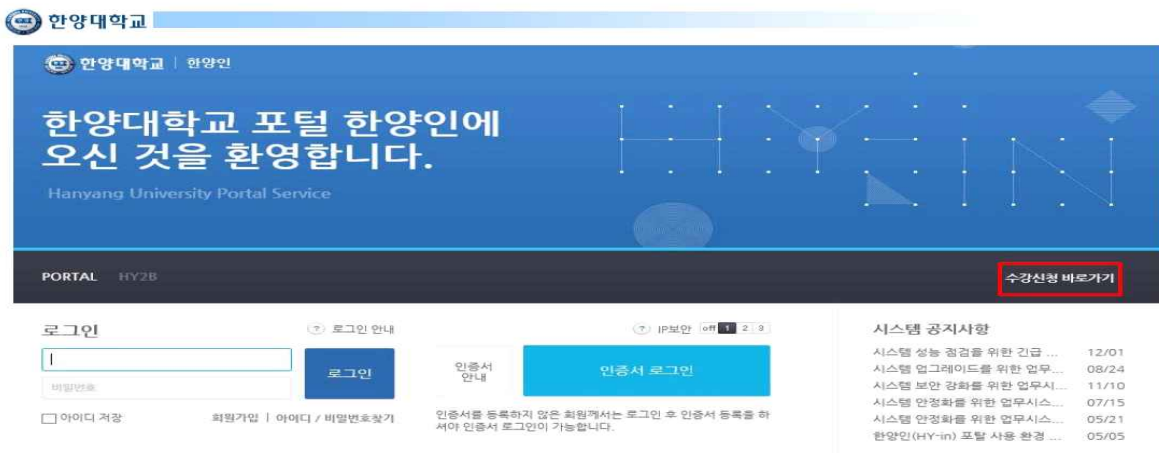 한양대학교
한양대학교 | 한양인
한양대학교 포털 한양인에
오신 것을 환영합니다.
Hanyang University Portal Service
PORTAL HY2B
수강신청 바로가기
로그인
? 로그인 안내
비밀번호
로그인
아이디 저장
회원가입 | 아이디 / 비밀번호찾기
? IP보안 off 1 2 3
인증서
안내
인증서 로그인
인증서를 등록하지 않은 회원께서는 로그인 후 인증서 등록을 하
셔야 인증서 로그인이 가능합니다.
시스템 공지사항
시스템 성능 점검을 위한 긴급 ... 12/01
시스템 업그레이드를 위한 업무... 08/24
시스템 보안 강화를 위한 업무시... 11/10
시스템 안정화를 위한 업무시스... 07/15
시스템 안정화를 위한 업무시스... 05/21
한양인(HY-in) 포탈 사용 환경 ... 05/05